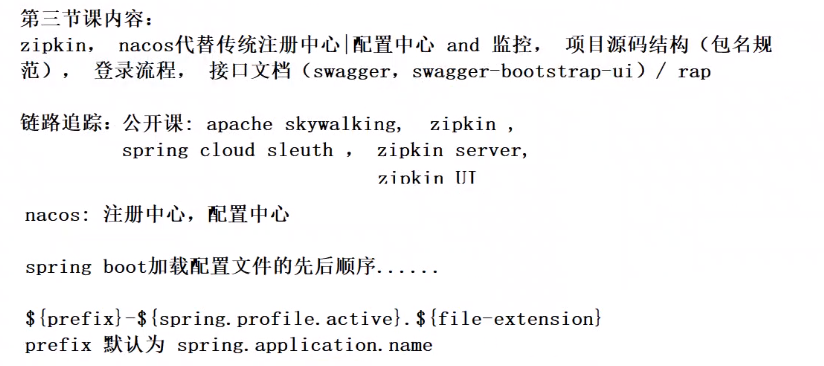 第三节课内容：
zipkin， nacos代替传统注册中心|配置中心 and 监控， 项目源码结构（包名规
范）， 登录流程， 接口文档（swagger，swagger-bootstrap-ui）/ rap
链路追踪：公开课: apache skywalking， zipkin ，
spring cloud sleuth ， zipkin server,
zipkin UI
nacos: 注册中心，配置中心
spring boot加载配置文件的先后顺序......
${prefix}-${spring.profile.active}.${file-extension}
prefix 默认为 spring.application.name